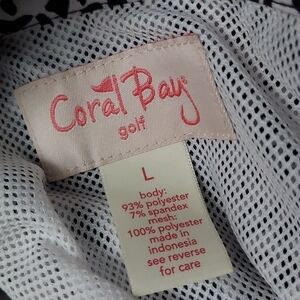 Coral Bay
golf
L
body:
93% polyester
7% spandex
mesh:
100% polyester
made in
indonesia
see reverse
for care